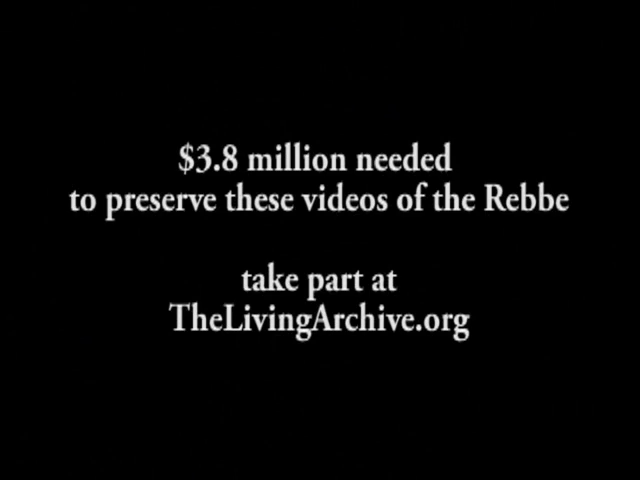 $3.8 million needed
to preserve these videos of the Rebbe
take part at
TheLivingArchive.org